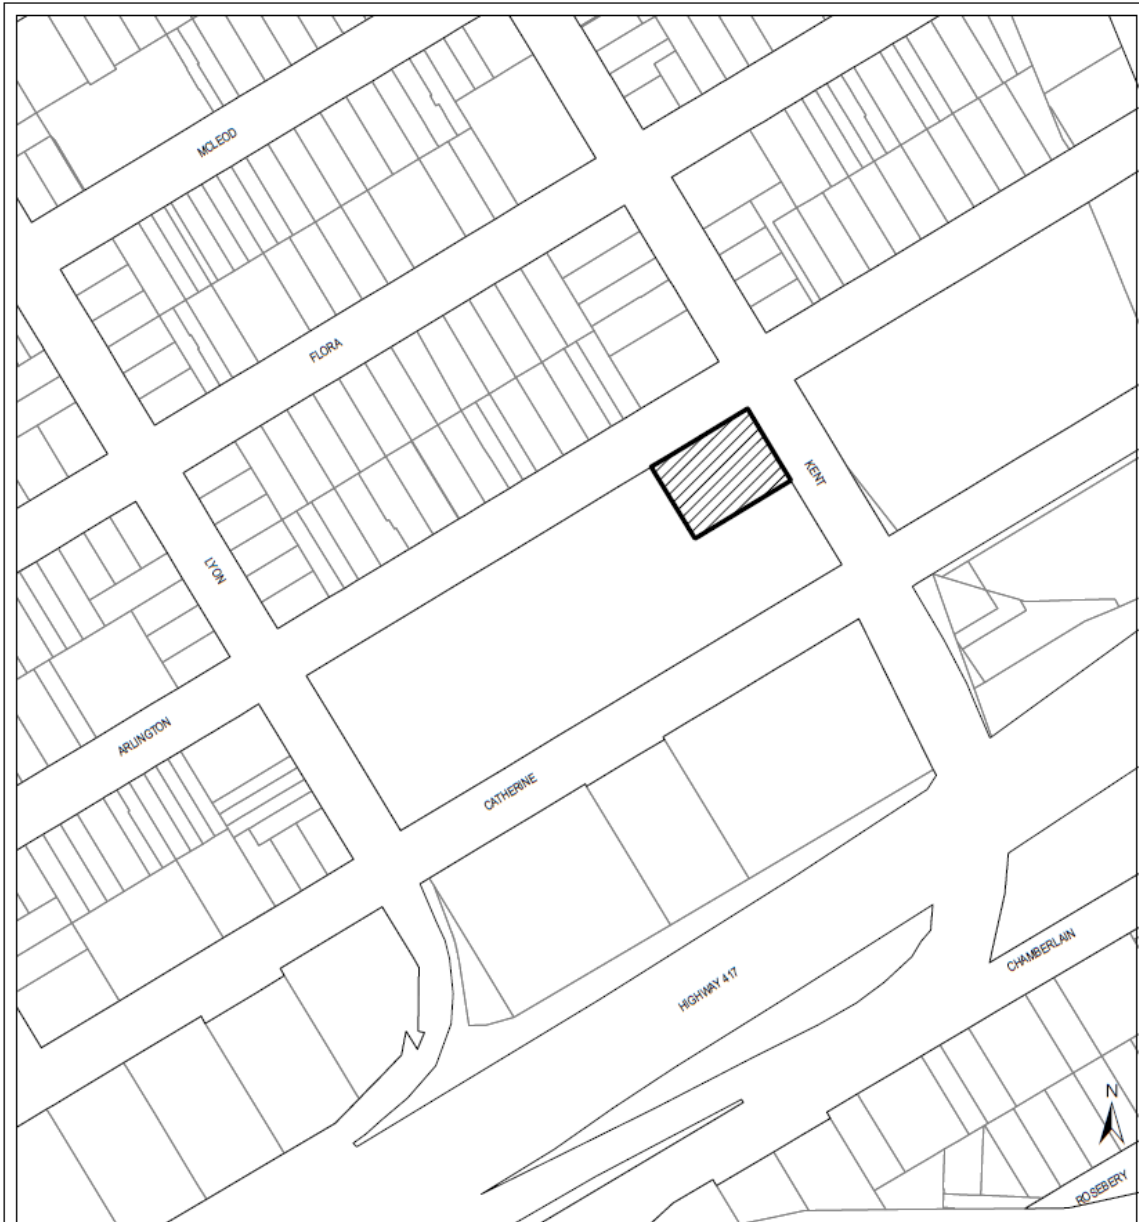 MCLEOD
FLORA
KENT
LYON
ARLINGTON
CATHERINE
CHAMBERLAIN
HIGHWAY 417
N
ROSEBERY